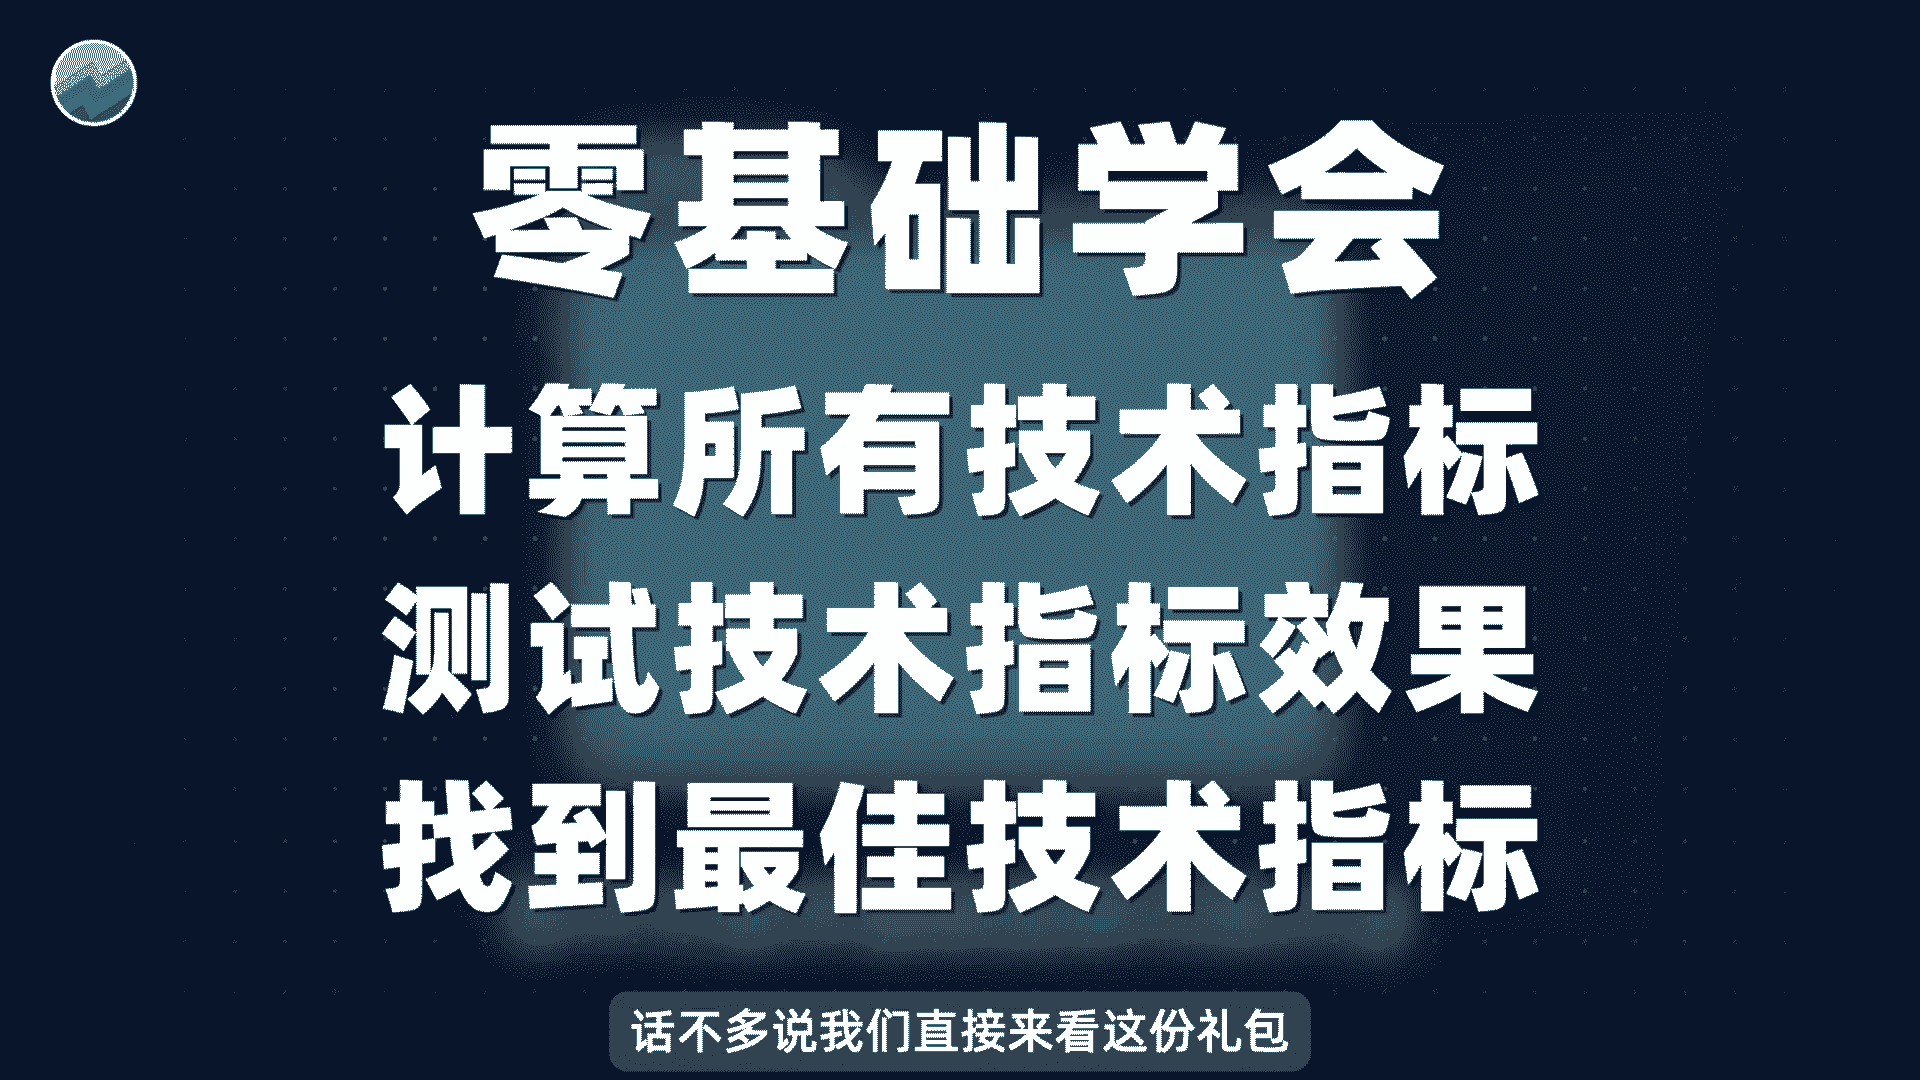 零基础学会
计算所有技术指标
测试技术指标效果
找到最佳技术指标
话不多说我们直接来看这份礼包